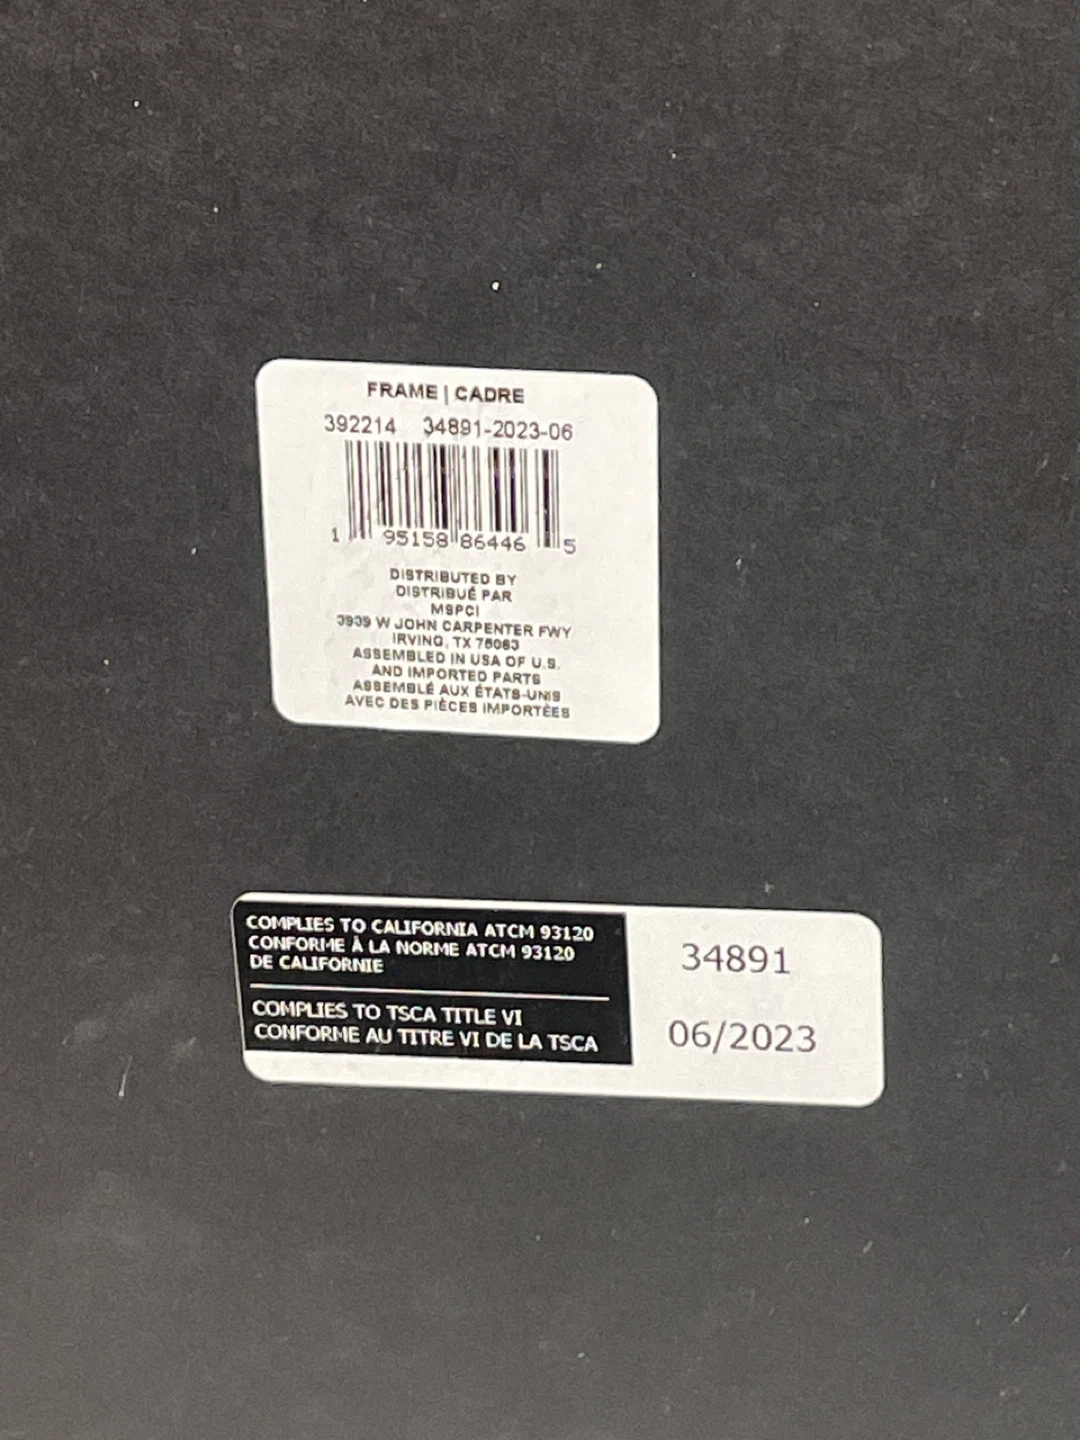 FRAME | CADRE
392214 34891-2023-06
1 95158 86446 5
DISTRIBUTED BY
DISTRIBUÉ PAR
MSPCI
3939 W JOHN CARPENTER FWY
IRVING, TX 75063
ASSEMBLED IN USA OF U.S.
AND IMPORTED PARTS
ASSEMBLÉ AUX ÉTATS-UNIS
AVEC DES PIÈCES IMPORTÉES
COMPLIES TO CALIFORNIA ATCM 93120
CONFORME À LA NORME ATCM 93120
DE CALIFORNIE
COMPLIES TO TSCA TITLE VI
CONFORME AU TITRE VI DE LA TSCA
34891
06/2023